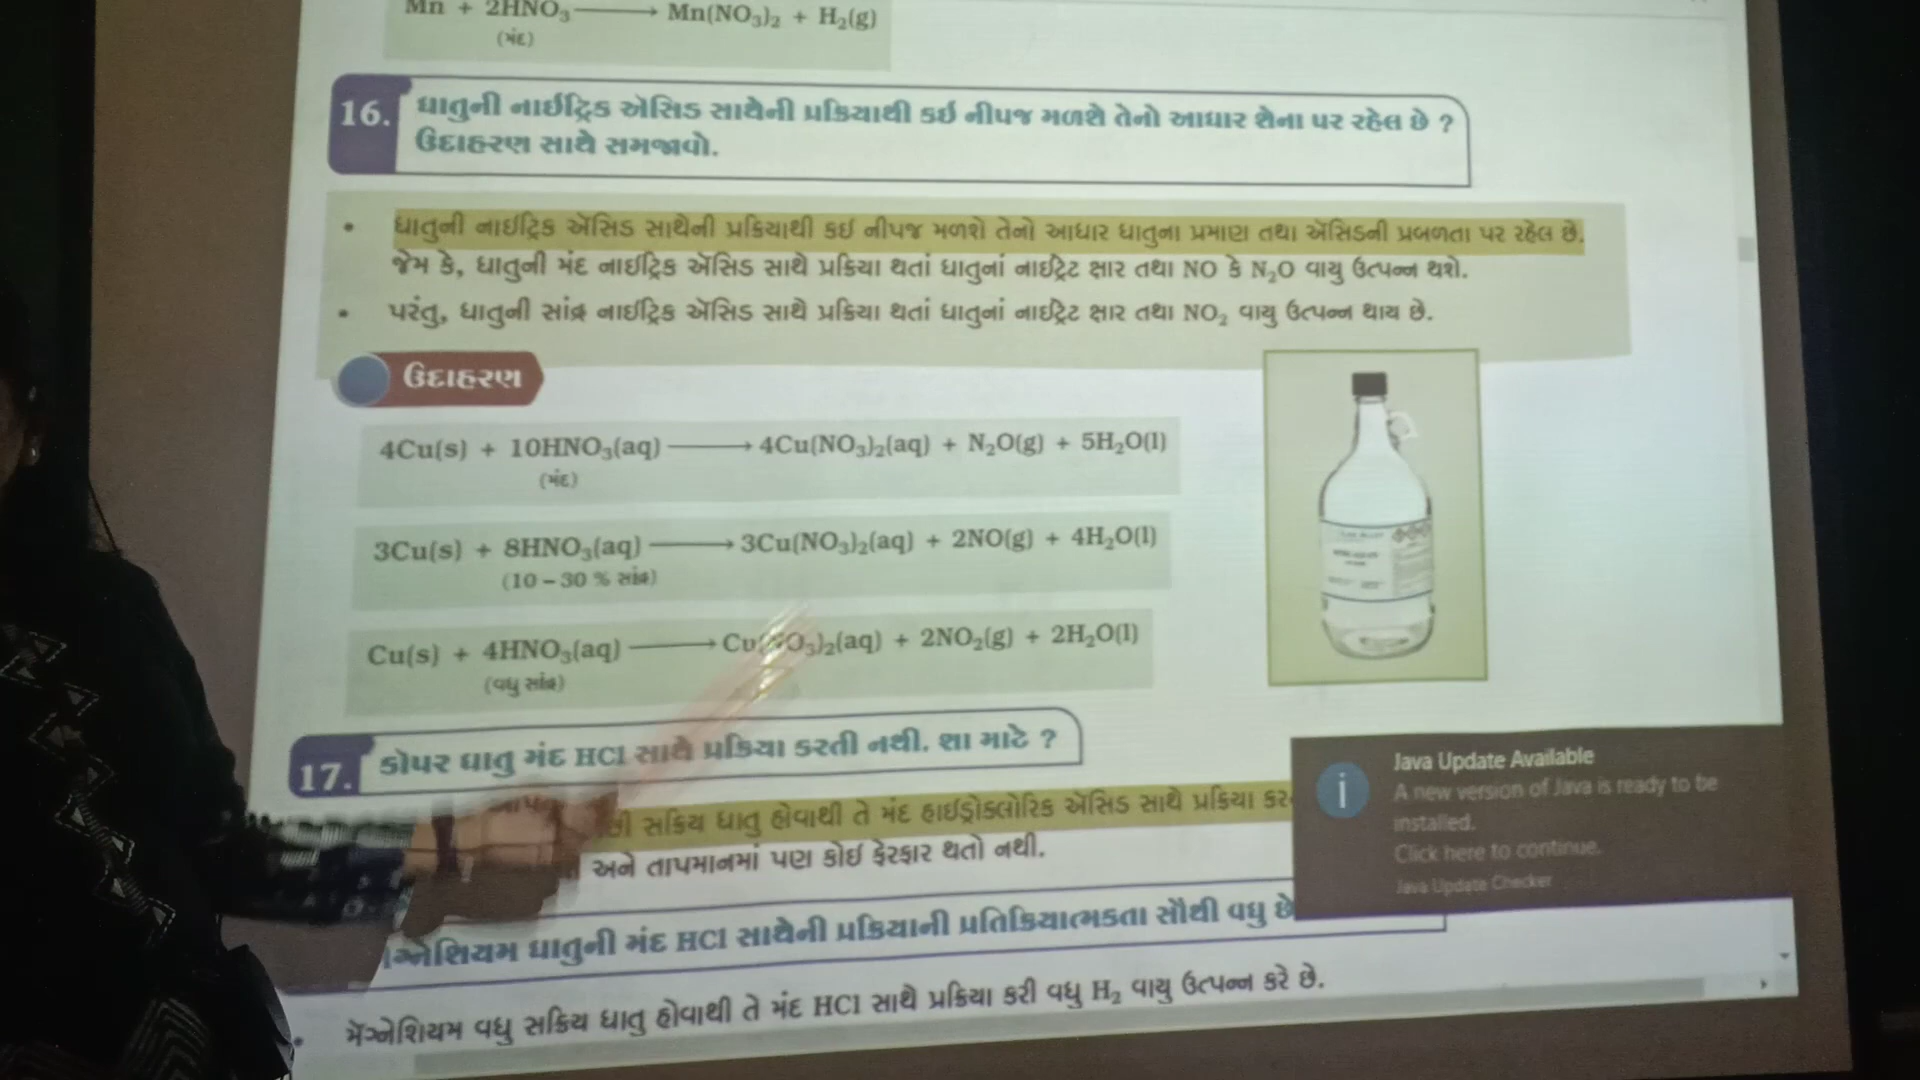 Mn + 2HNO₃ ⟶ Mn(NO₃)₂ + H₂(g)
(મંદ)
16. ધાતુની નાઈટ્રિક ઍસિડ સાથેની પ્રક્રિયાથી કઈ નીપજ મળશે તેનો આધાર શેના પર રહેલ છે ?
ઉદાહરણ સાથે સમજાવો.
• ધાતુની નાઈટ્રિક ઍસિડ સાથેની પ્રક્રિયાથી કઈ નીપજ મળશે તેનો આધાર ધાતુના પ્રમાણ તથા ઍસિડની પ્રબળતા પર રહેલ છે.
જેમ કે, ધાતુની મંદ નાઈટ્રિક ઍસિડ સાથે પ્રક્રિયા થતાં ધાતુનાં નાઈટ્રેટ ક્ષાર તથા NO કે N₂O વાયુ ઉત્પન્ન થશે.
• પરંતુ, ધાતુની સાંદ્ર નાઈટ્રિક ઍસિડ સાથે પ્રક્રિયા થતાં ધાતુનાં નાઈટ્રેટ ક્ષાર તથા NO₂ વાયુ ઉત્પન્ન થાય છે.
ઉદાહરણ
4Cu(s) + 10HNO₃(aq) ⟶ 4Cu(NO₃)₂(aq) + N₂O(g) + 5H₂O(l)
(મંદ)
3Cu(s) + 8HNO₃(aq) ⟶ 3Cu(NO₃)₂(aq) + 2NO(g) + 4H₂O(l)
(10 – 30 % સાંદ્ર)
Cu(s) + 4HNO₃(aq) ⟶ Cu(NO₃)₂(aq) + 2NO₂(g) + 2H₂O(l)
(વધુ સાંદ્ર)
17. કોપર ધાતુ મંદ HCl સાથે પ્રક્રિયા કરતી નથી. શા માટે ?
સક્રિય ધાતુ હોવાથી તે મંદ હાઈડ્રોક્લોરિક ઍસિડ સાથે પ્રક્રિયા
અને તાપમાનમાં પણ કોઈ ફેરફાર થતો નથી.
ધાતુની મંદ HCl સાથેની પ્રક્રિયાની પ્રતિક્રિયાત્મકતા સૌથી વધુ છે
• મૅગ્નેશિયમ વધુ સક્રિય ધાતુ હોવાથી તે મંદ HCl સાથે પ્રક્રિયા કરી વધુ H₂ વાયુ ઉત્પન્ન કરે છે.
Java Update Available
A new version of Java is ready to be
installed.
Click here to continue.
Java Update Checker